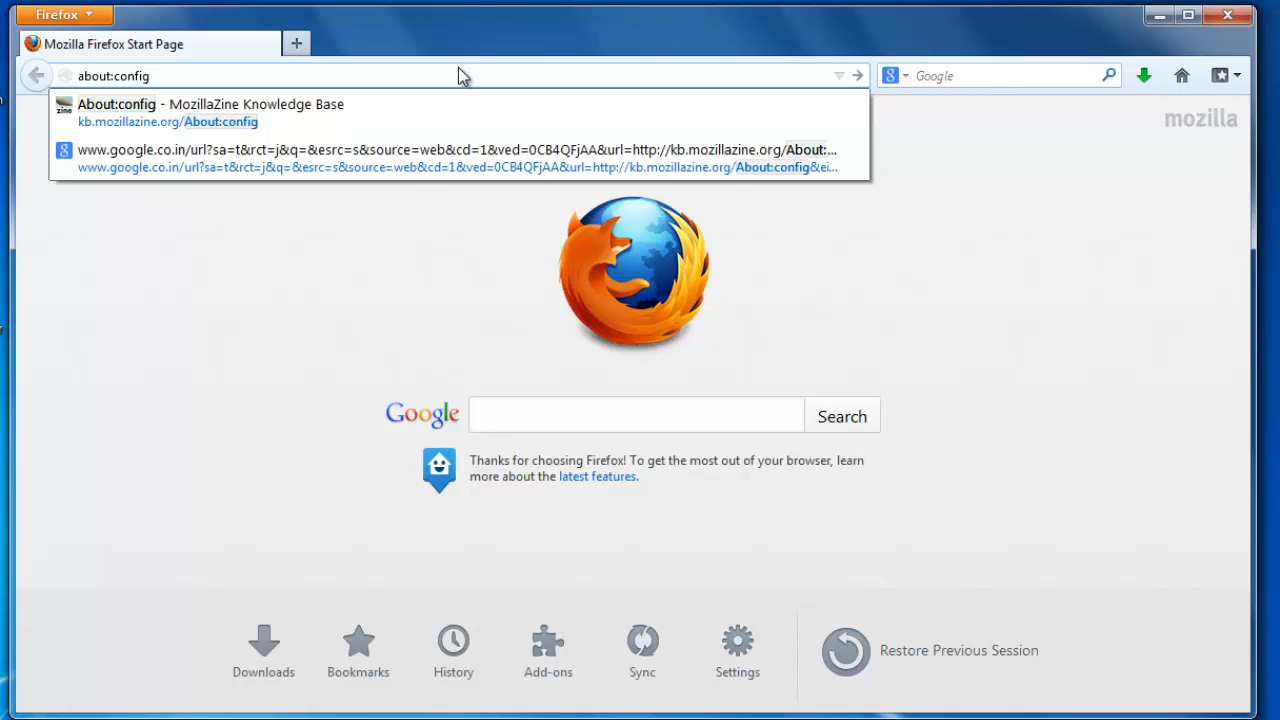 Firefox
Mozilla Firefox Start Page
about:config
Google
About:config - MozillaZine Knowledge Base
kb.mozillazine.org/About:config
www.google.co.in/url?sa=t&rct=j&q=&esrc=s&source=web&cd=1&ved=0CB4QFjAA&url=http://kb.mozillazine.org/About:...
www.google.co.in/url?sa=t&rct=j&q=&esrc=s&source=web&cd=1&ved=0CB4QFjAA&url=http://kb.mozillazine.org/About:config&ei...
mozilla
Google
Search
Thanks for choosing Firefox! To get the most out of your browser, learn
more about the latest features.
Downloads
Bookmarks
History
Add-ons
Sync
Settings
Restore Previous Session